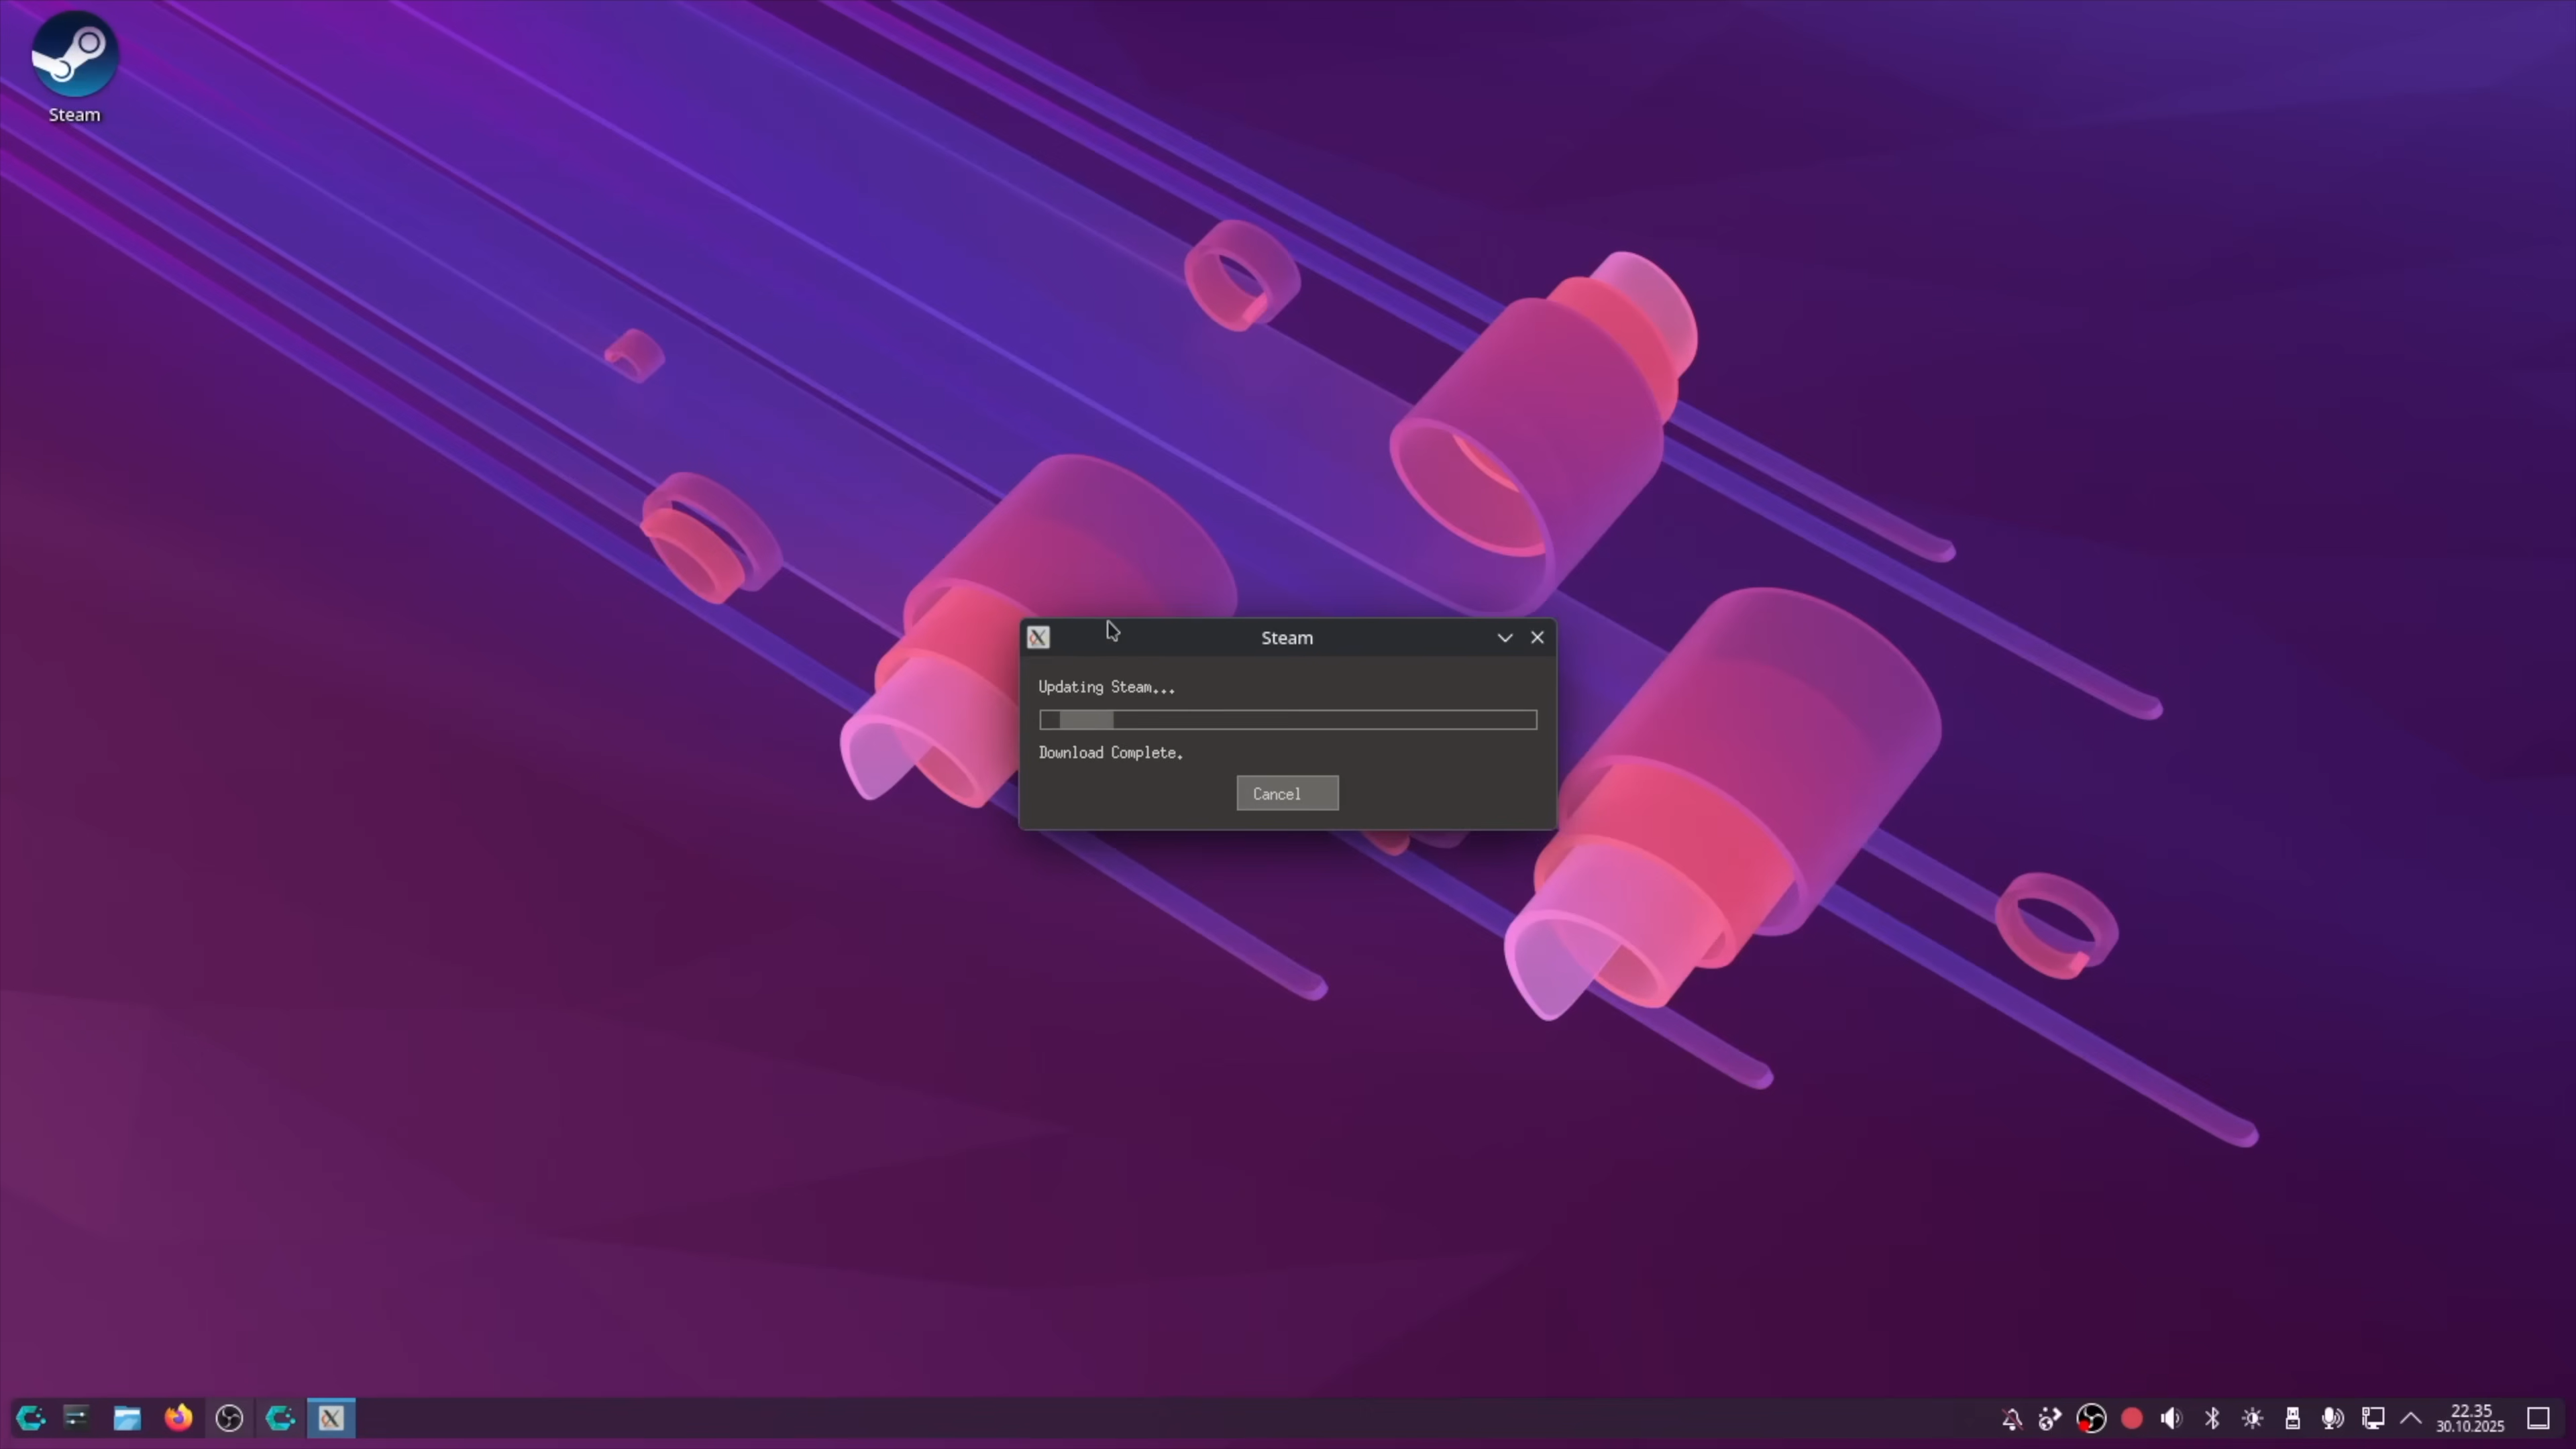 Steam
Steam
Updating Steam...
Download Complete.
Cancel
22.35
30.10.2025